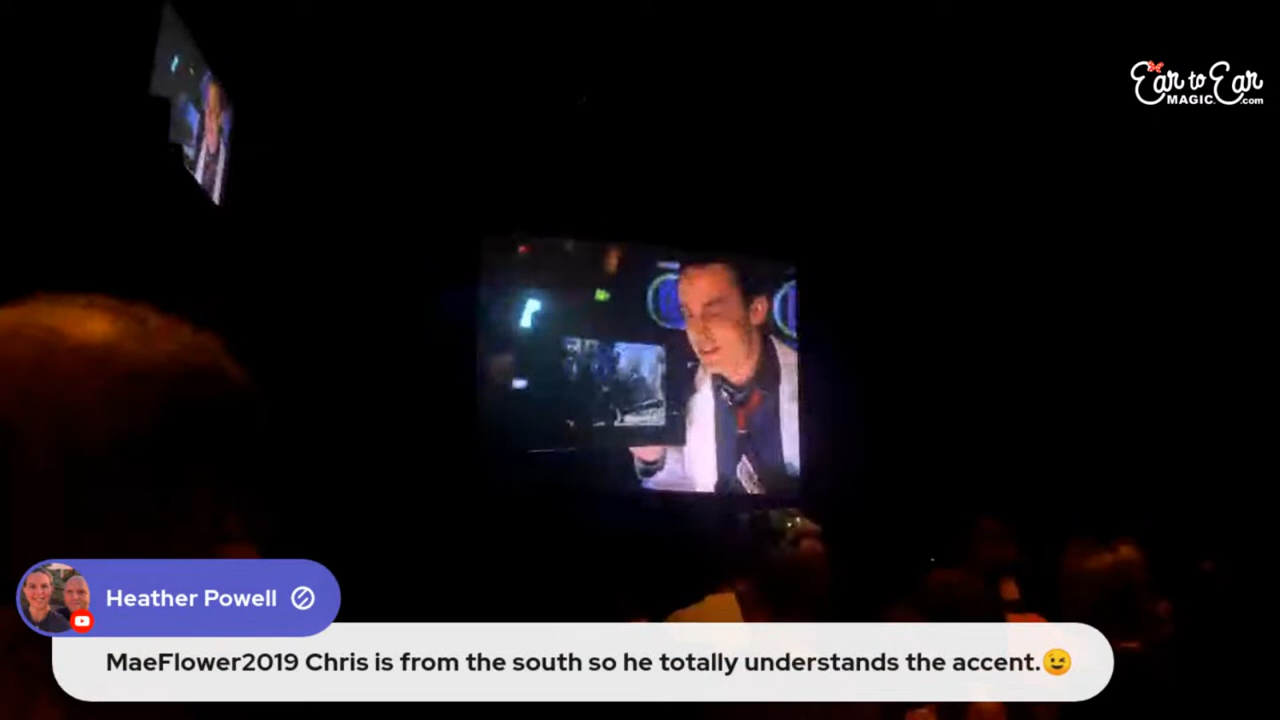 Ear to Ear
MAGIC.com
Heather Powell
MaeFlower2019 Chris is from the south so he totally understands the accent.😉